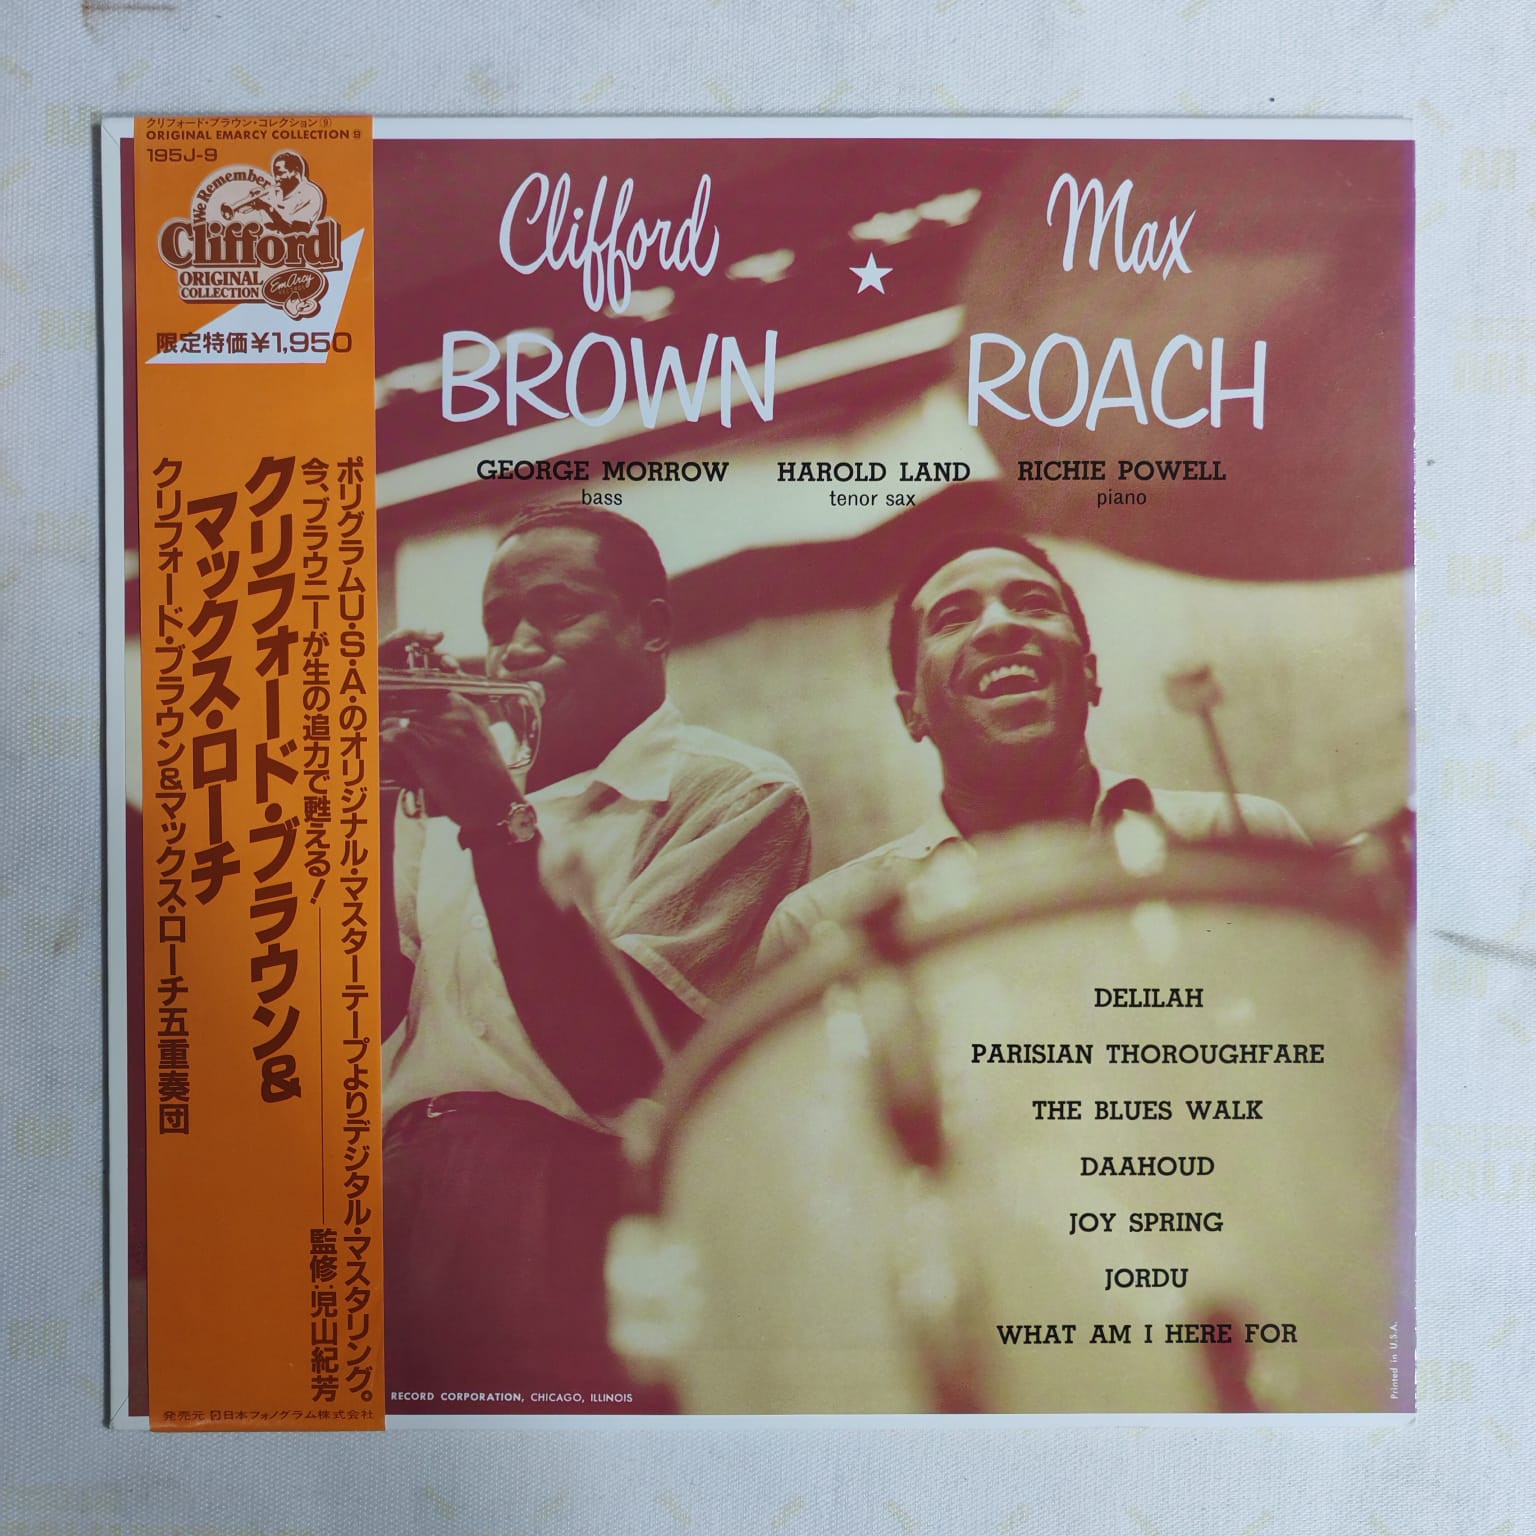 クリフォード・ブラウン・コレクション⑨
ORIGINAL EMARCY COLLECTION 9
195J-9
We Remember
Clifford
ORIGINAL
COLLECTION
EmArcy
限定特価¥1,950
ポリグラムU・S・A・のオリジナル・マスターテープよりデジタル・マスタリング。
今、ブラウニーが生の迫力で甦える!——監修:児山紀芳
クリフォード・ブラウン&
マックス・ローチ
クリフォード・ブラウン&マックス・ローチ五重奏団
発売元 日本フォノグラム株式会社
Clifford
BROWN
Max
ROACH
GEORGE MORROW
bass
HAROLD LAND
tenor sax
RICHIE POWELL
piano
DELILAH
PARISIAN THOROUGHFARE
THE BLUES WALK
DAAHOUD
JOY SPRING
JORDU
WHAT AM I HERE FOR
RECORD CORPORATION, CHICAGO, ILLINOIS
Printed in U.S.A.